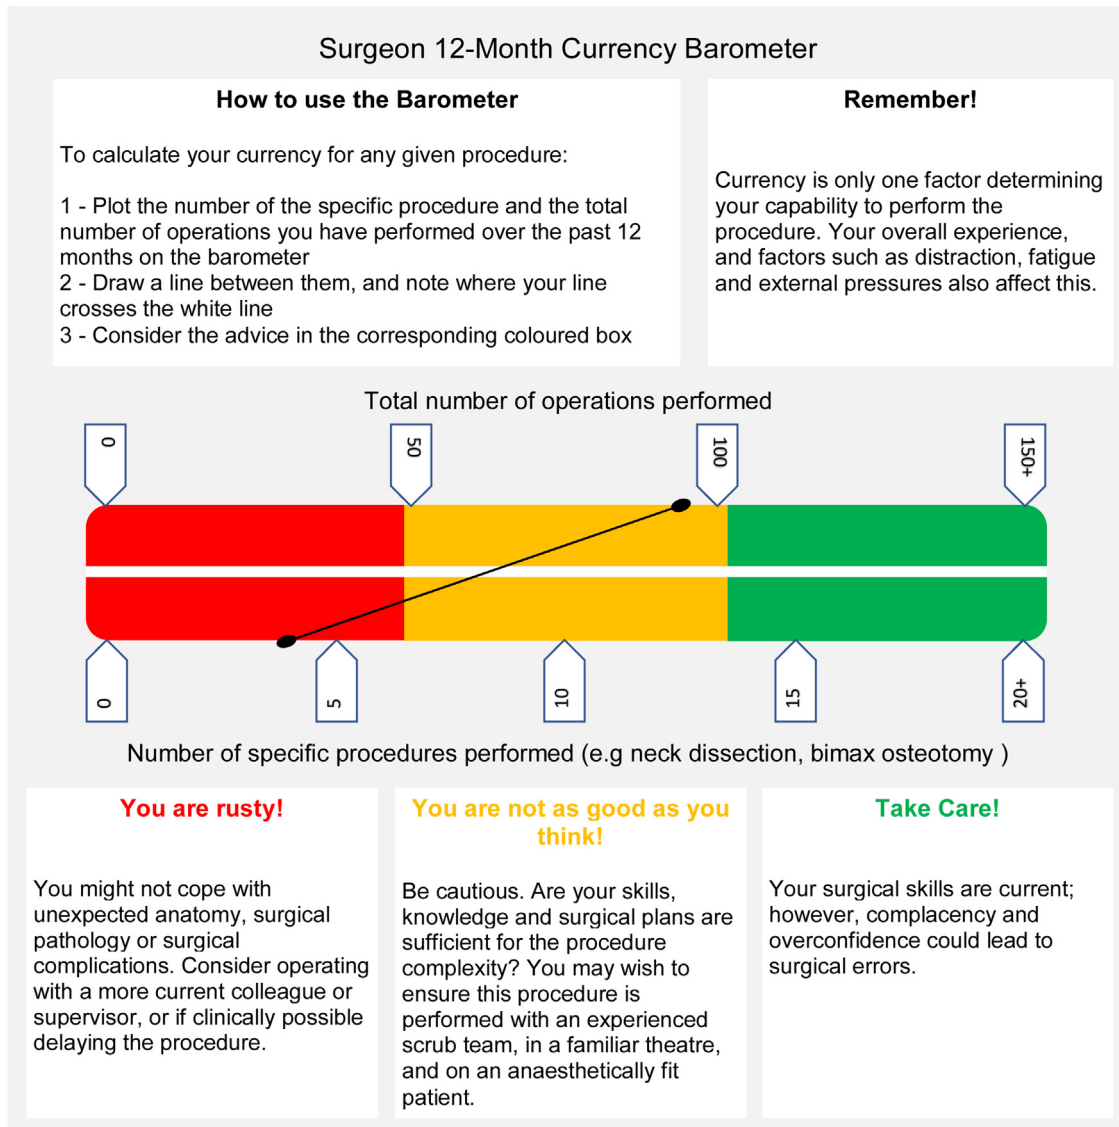 Surgeon 12-Month Currency Barometer
How to use the Barometer
To calculate your currency for any given procedure:
1 - Plot the number of the specific procedure and the total
number of operations you have performed over the past 12
months on the barometer
2 - Draw a line between them, and note where your line
crosses the white line
3 - Consider the advice in the corresponding coloured box
Remember!
Currency is only one factor determining
your capability to perform the
procedure. Your overall experience,
and factors such as distraction, fatigue
and external pressures also affect this.
Total number of operations performed
0
50
100
150+
0
5
10
15
20+
Number of specific procedures performed (e.g neck dissection, bimax osteotomy )
You are rusty!
You might not cope with
unexpected anatomy, surgical
pathology or surgical
complications. Consider operating
with a more current colleague or
supervisor, or if clinically possible
delaying the procedure.
You are not as good as you
think!
Be cautious. Are your skills,
knowledge and surgical plans are
sufficient for the procedure
complexity? You may wish to
ensure this procedure is
performed with an experienced
scrub team, in a familiar theatre,
and on an anaesthetically fit
patient.
Take Care!
Your surgical skills are current;
however, complacency and
overconfidence could lead to
surgical errors.